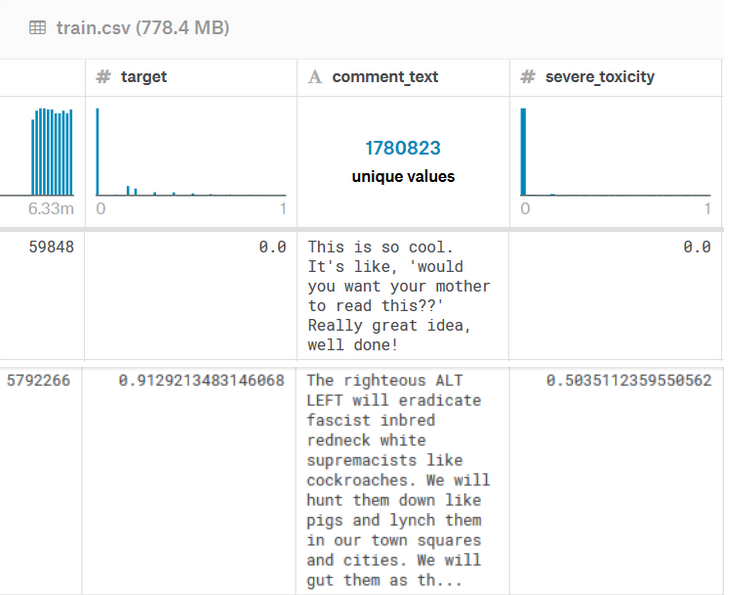 train.csv (778.4 MB)
# target
A comment_text
# severe_toxicity
1780823
unique values
6.33m
0
1
0
1
59848
0.0
This is so cool.
It's like, 'would
you want your mother
to read this??'
Really great idea,
well done!
0.0
5792266
0.9129213483146068
The righteous ALT
LEFT will eradicate
fascist inbred
redneck white
supremacists like
cockroaches. We will
hunt them down like
pigs and lynch them
in our town squares
and cities. We will
gut them as th...
0.5035112359550562